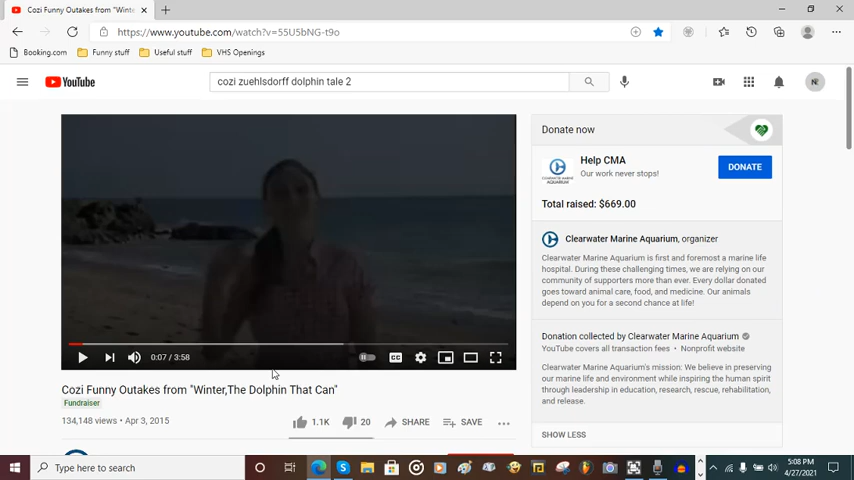 Cozi Funny Outakes from "Winte
https://www.youtube.com/watch?v=55U5bNG-t9o
Booking.com
Funny stuff
Useful stuff
VHS Openings
YouTube
cozi zuehlsdorff dolphin tale 2
Donate now
Help CMA
Our work never stops!
DONATE
CLEARWATER MARINE
AQUARIUM
Total raised: $669.00
Clearwater Marine Aquarium, organizer
Clearwater Marine Aquarium is first and foremost a marine life
hospital. During these challenging times, we are relying on our
community of supporters more than ever. Every dollar donated
goes toward animal care, food, and medicine. Our animals
depend on you for a second chance at life!
Donation collected by Clearwater Marine Aquarium
YouTube covers all transaction fees • Nonprofit website
Clearwater Marine Aquarium's mission: We believe in preserving
our marine life and environment while inspiring the human spirit
through leadership in education, research, rescue, rehabilitation,
and release.
SHOW LESS
0:07 / 3:58
CC
Cozi Funny Outakes from "Winter,The Dolphin That Can"
Fundraiser
134,148 views • Apr 3, 2015
1.1K
20
SHARE
SAVE
Type here to search
5:08 PM
4/27/2021